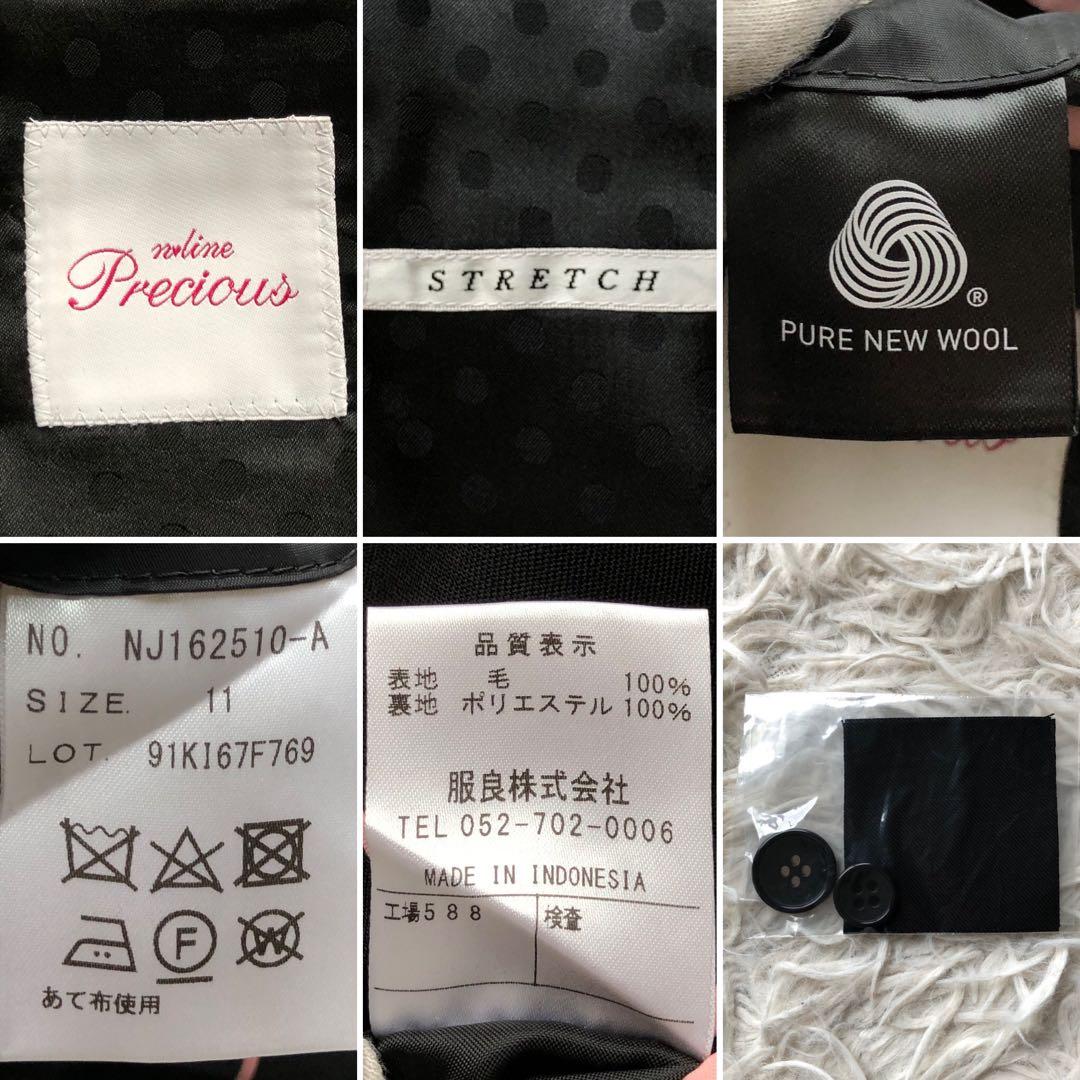 n♥line
Precious
STRETCH
®
PURE NEW WOOL
NO. NJ162510-A
SIZE. 11
LOT. 91KI67F769
F
W
あて布使用
品質表示
表地 毛 100%
裏地 ポリエステル 100%
服良株式会社
TEL 052-702-0006
MADE IN INDONESIA
工場588 検査